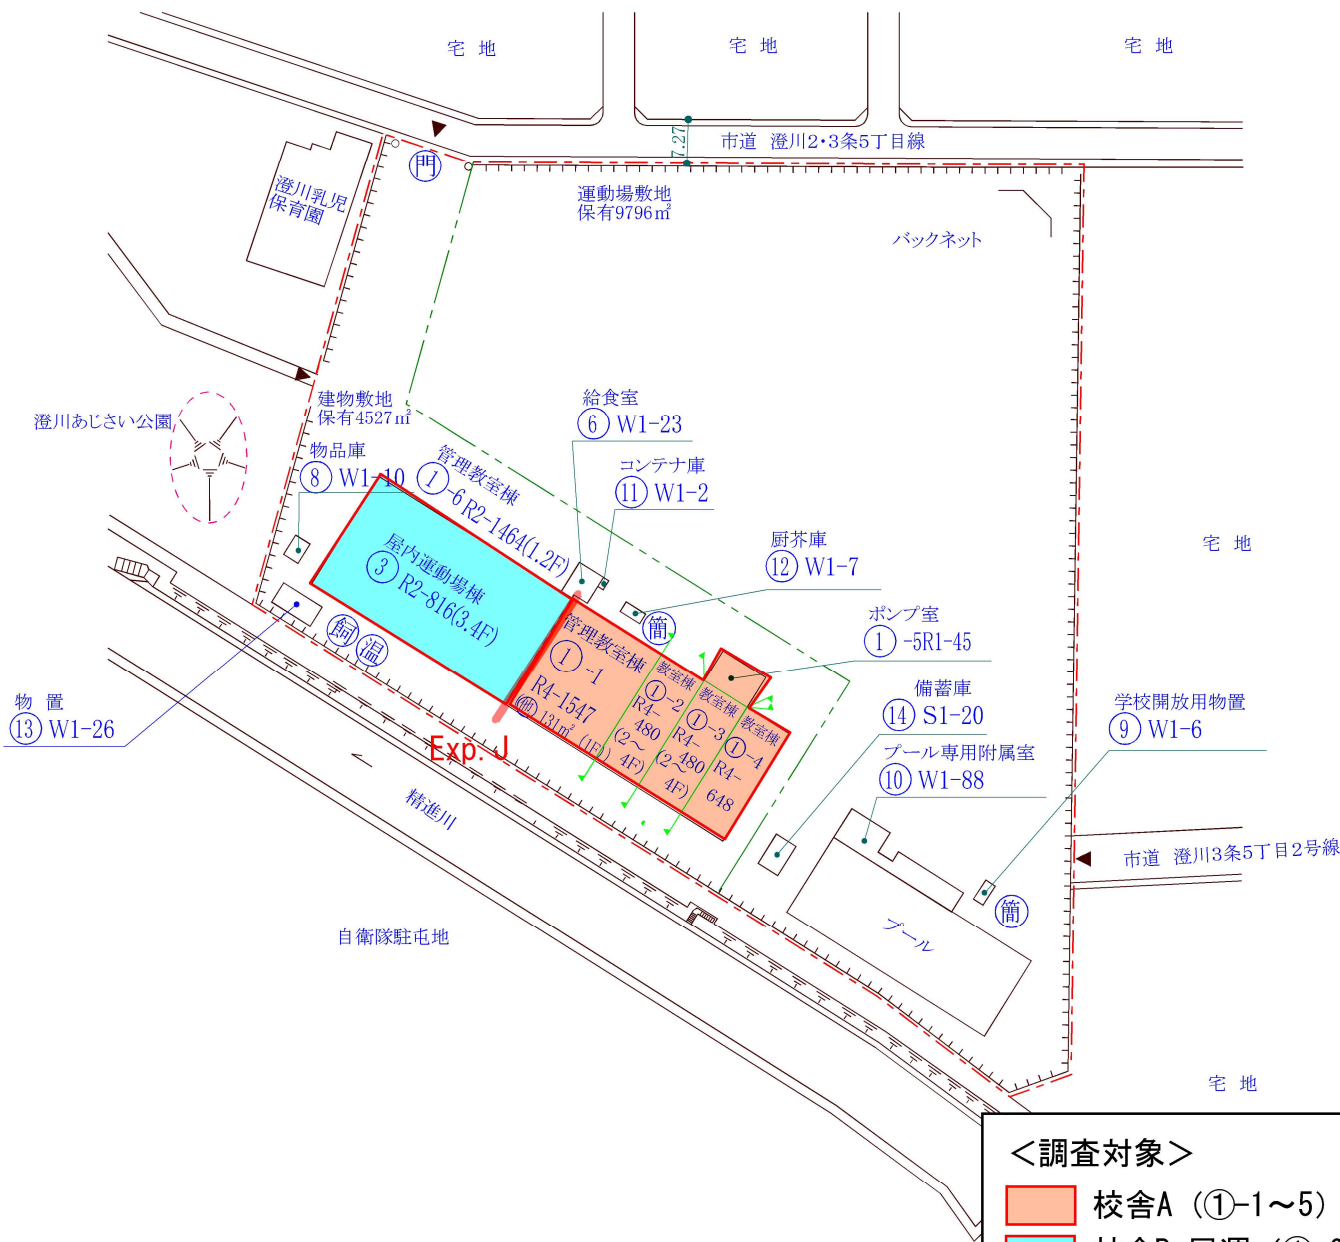 宅 地
宅 地
宅 地
市道 澄川2・3条5丁目線
7.27
門
澄川乳児
保育園
運動場敷地
保有9796㎡
バックネット
建物敷地
保有4527㎡
澄川あじさい公園
給食室
⑥ W1-23
物品庫
⑧ W1-10
管理教室棟
①-6 R2-1464(1.2F)
コンテナ庫
⑪ W1-2
屋内運動場棟
③ R2-816(3.4F)
厨芥庫
⑫ W1-7
宅 地
簡
ポンプ室
① -5R1-45
飼 温
管理教室棟
① -1
R4-1547
131㎡ (1F)
教室棟
①-2
R4-
480
(2～
4F)
教室棟
①-3
R4-
480
(2～
4F)
教室棟
①-4
R4-
648
物 置
⑬ W1-26
備蓄庫
⑭ S1-20
学校開放用物置
⑨ W1-6
プール専用附属室
⑩ W1-88
Exp. J
精進川
市道 澄川3条5丁目2号線
簡
プール
自衛隊駐屯地
宅 地
＜調査対象＞
校舎A (①-1～5)